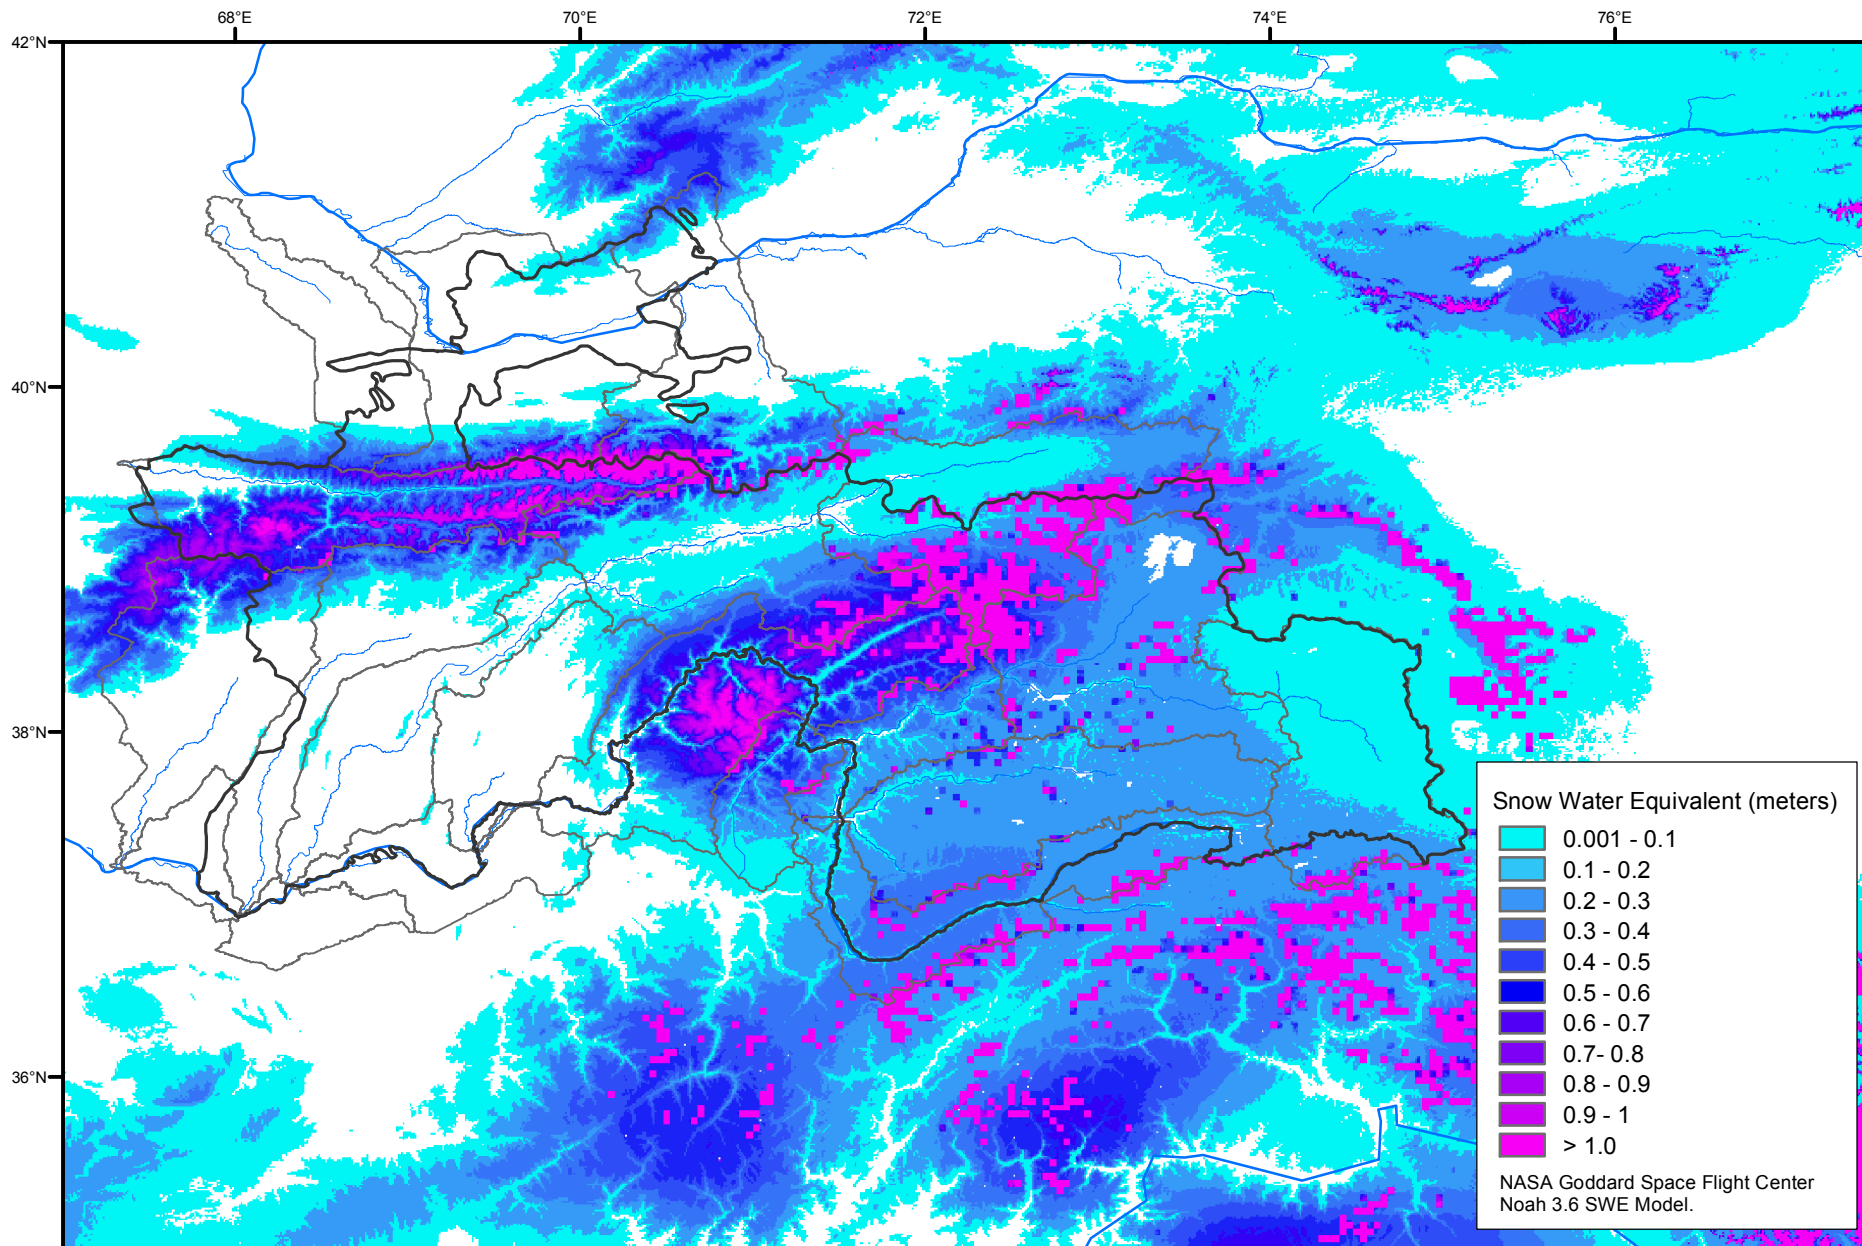 68°E
70°E
72°E
74°E
76°E
42°N
40°N
38°N
36°N
Snow Water Equivalent (meters)
0.001 - 0.1
0.1 - 0.2
0.2 - 0.3
0.3 - 0.4
0.4 - 0.5
0.5 - 0.6
0.6 - 0.7
0.7- 0.8
0.8 - 0.9
0.9 - 1
> 1.0
NASA Goddard Space Flight Center
Noah 3.6 SWE Model.